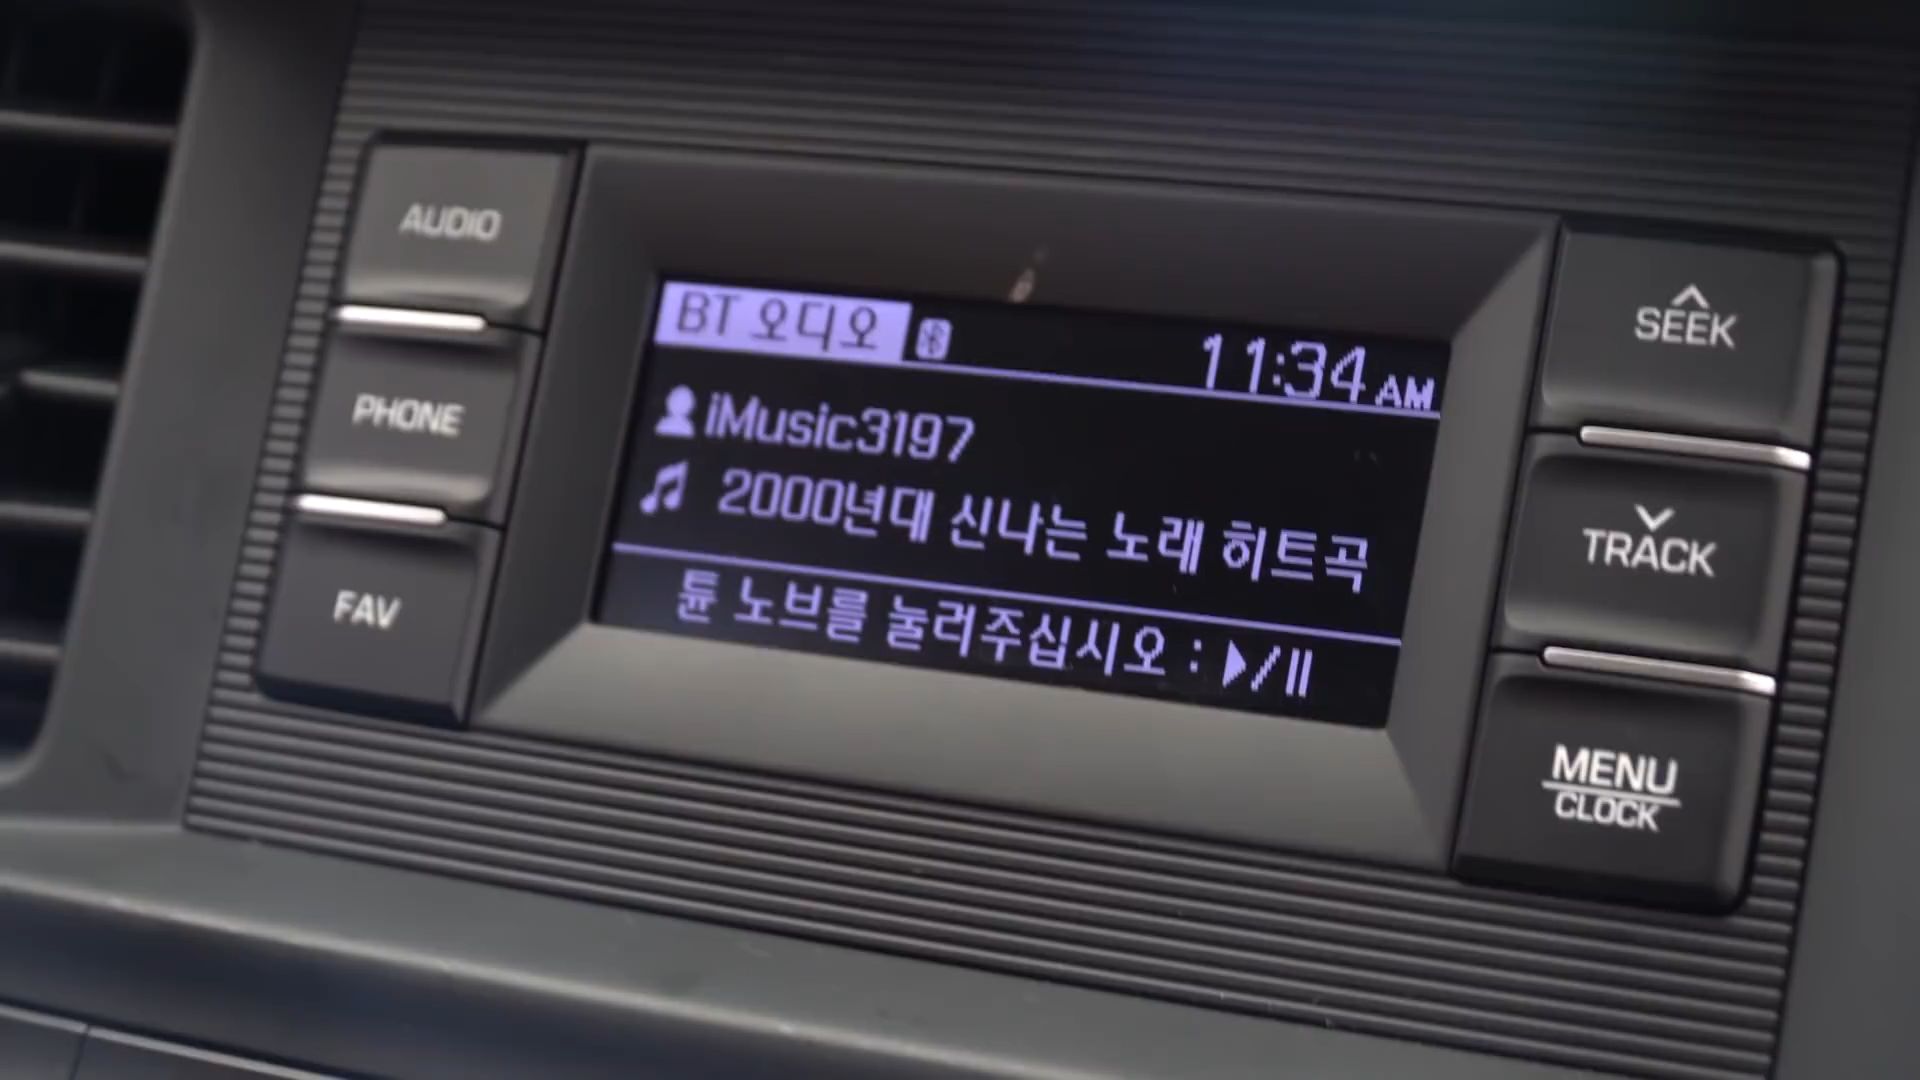 AUDIO
PHONE
FAV
BT 오디오
11:34 AM
iMusic3197
2000년대 신나는 노래 히트곡
튠 노브를 눌러주십시오 : ▶/II
SEEK
TRACK
MENU
CLOCK